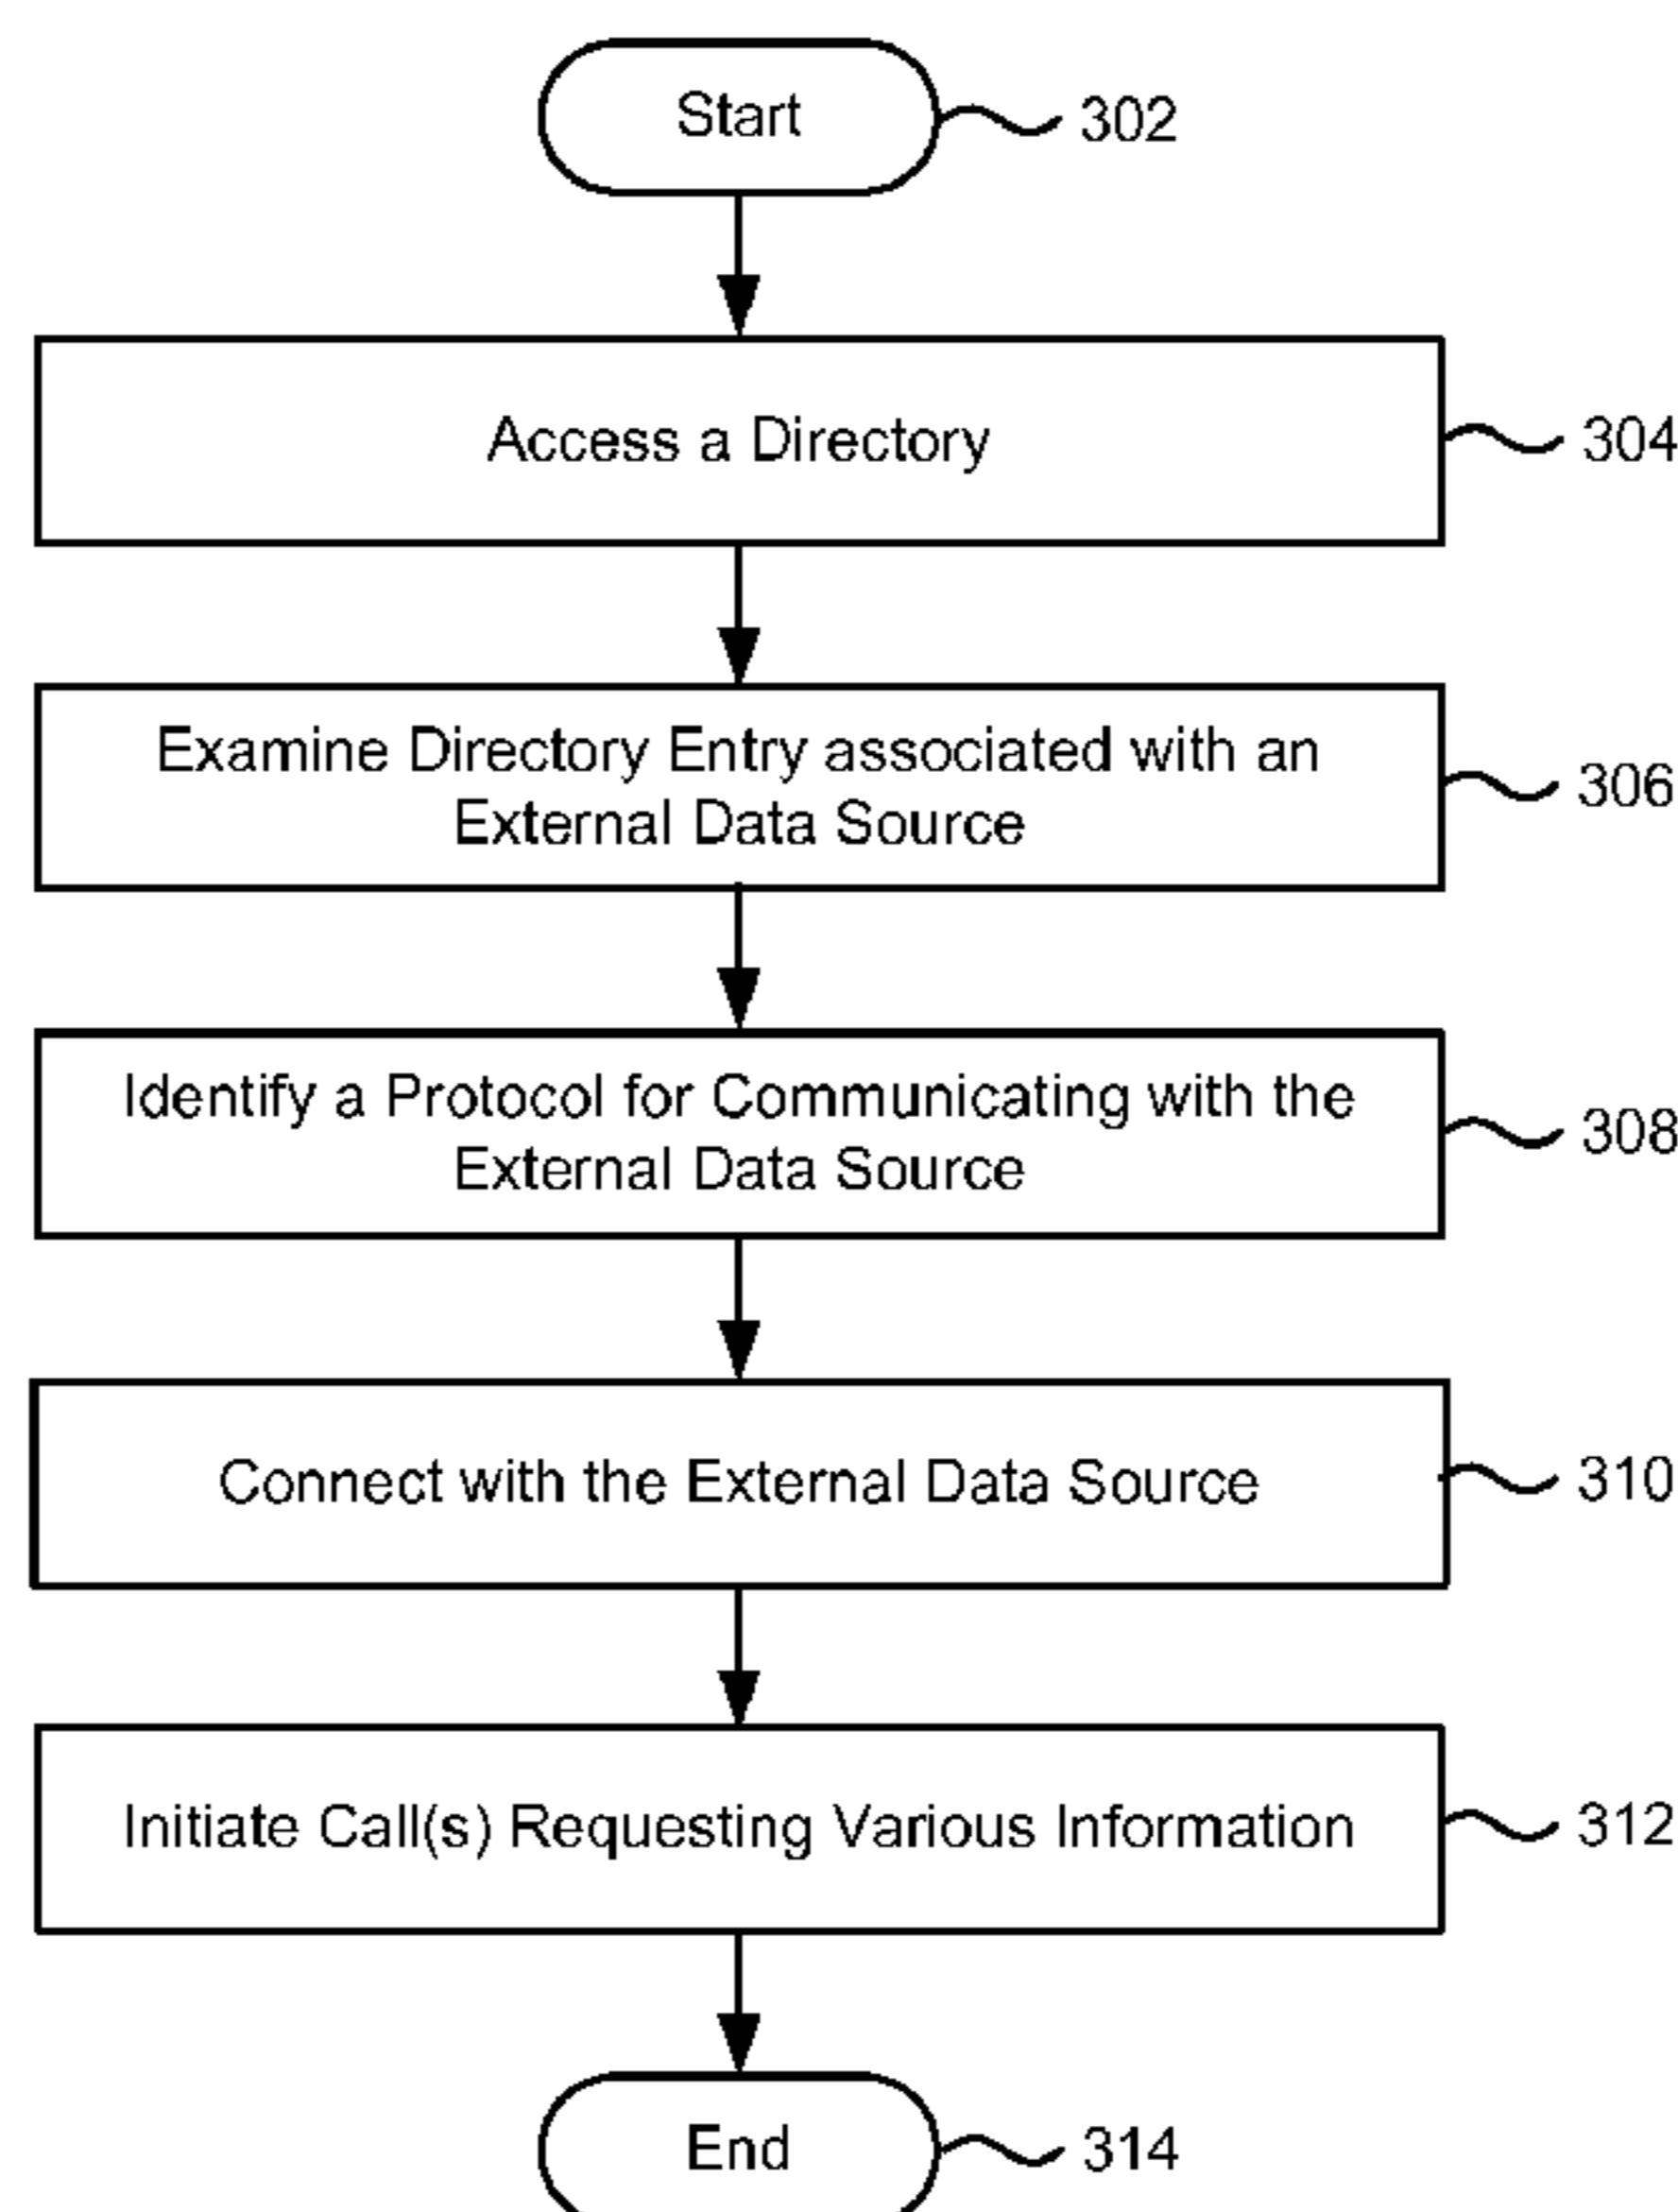 Start
302
Access a Directory
304
Examine Directory Entry associated with an
External Data Source
306
Identify a Protocol for Communicating with the
External Data Source
308
Connect with the External Data Source
310
Initiate Call(s) Requesting Various Information
312
End
314